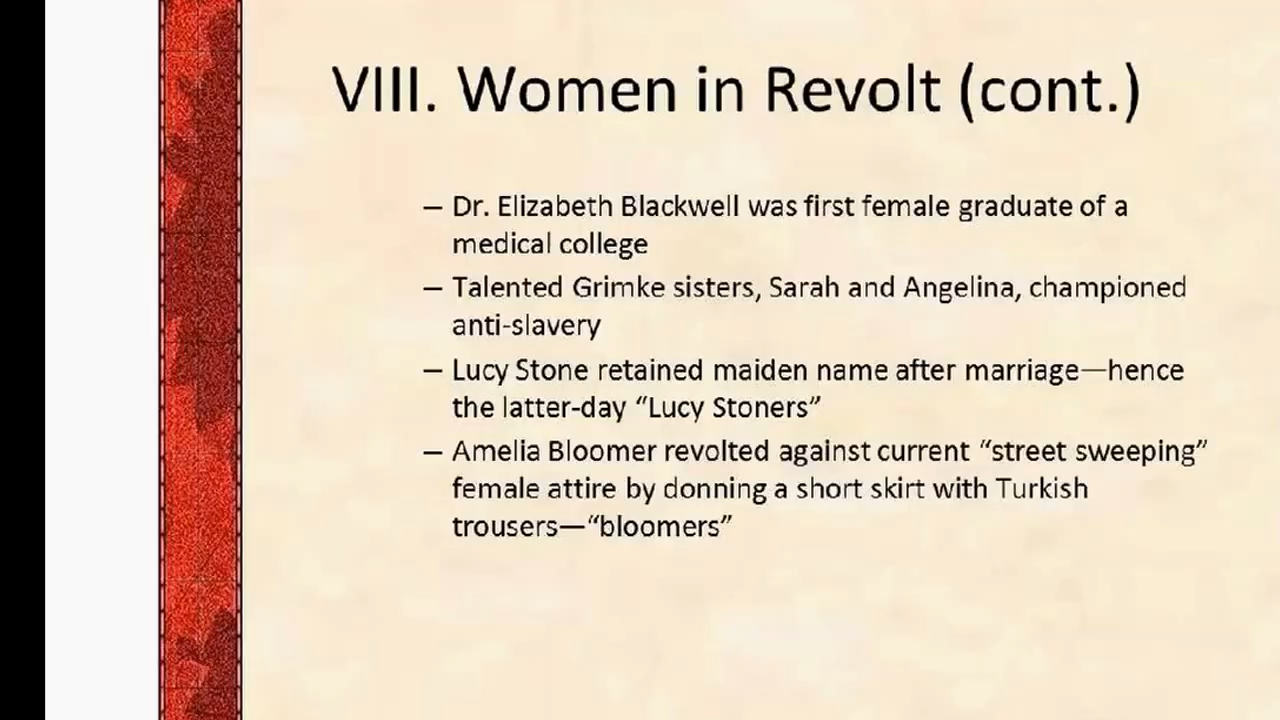 VIII. Women in Revolt (cont.)
– Dr. Elizabeth Blackwell was first female graduate of a
medical college
– Talented Grimke sisters, Sarah and Angelina, championed
anti-slavery
– Lucy Stone retained maiden name after marriage—hence
the latter-day “Lucy Stoners”
– Amelia Bloomer revolted against current “street sweeping”
female attire by donning a short skirt with Turkish
trousers—“bloomers”